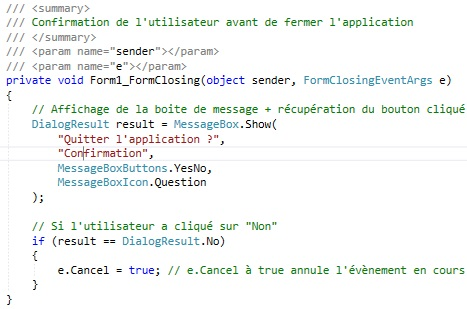 /// <summary>
/// Confirmation de l'utilisateur avant de fermer l'application
/// </summary>
/// <param name="sender"></param>
/// <param name="e"></param>
private void Form1_FormClosing(object sender, FormClosingEventArgs e)
{
// Affichage de la boite de message + récupération du bouton cliqué
DialogResult result = MessageBox.Show(
"Quitter l'application ?",
"Confirmation",
MessageBoxButtons.YesNo,
MessageBoxIcon.Question
);
// Si l'utilisateur a cliqué sur "Non"
if (result == DialogResult.No)
{
e.Cancel = true; // e.Cancel à true annule l'évènement en cours
}
}